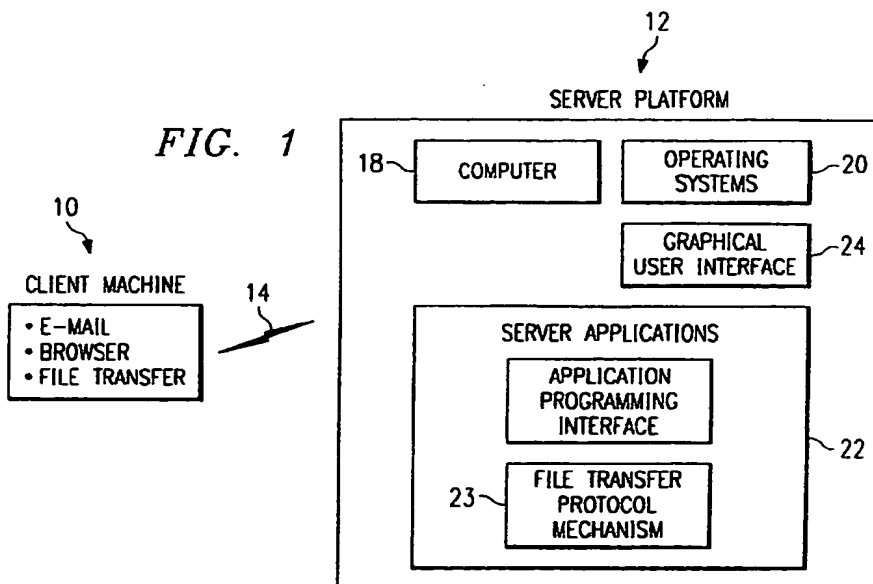 12
SERVER PLATFORM
FIG. 1
18
COMPUTER
OPERATING
SYSTEMS
20
10
GRAPHICAL
USER INTERFACE
24
CLIENT MACHINE
• E-MAIL
• BROWSER
• FILE TRANSFER
14
SERVER APPLICATIONS
APPLICATION
PROGRAMMING
INTERFACE
22
23
FILE TRANSFER
PROTOCOL
MECHANISM